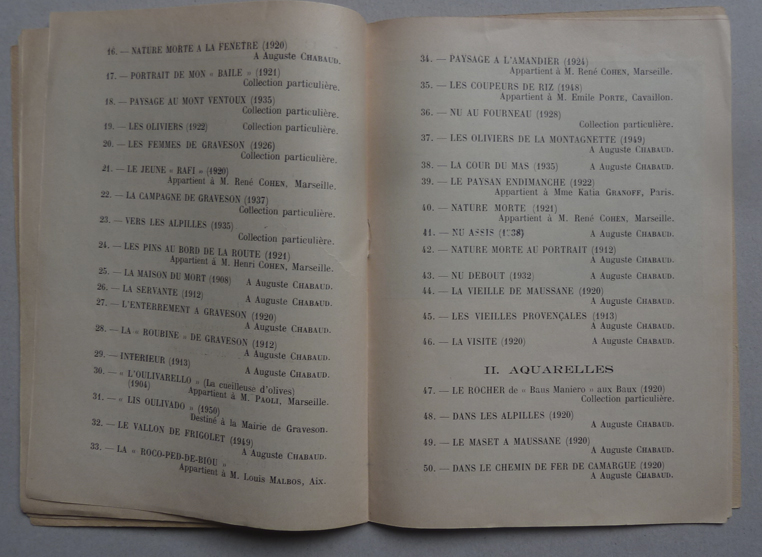 16. — NATURE MORTE A LA FENETRE (1920)
A Auguste CHABAUD.
17. — PORTRAIT DE MON « BAILE » (1921)
Collection particulière.
18. — PAYSAGE AU MONT VENTOUX (1935)
Collection particulière.
19. — LES OLIVIERS (1922) Collection particulière.
20. — LES FEMMES DE GRAVESON (1926)
Collection particulière.
21. — LE JEUNE « RAFI » (1920)
Appartient à M. René COHEN, Marseille.
22. — LA CAMPAGNE DE GRAVESON (1937)
Collection particulière.
23. — VERS LES ALPILLES (1935)
Collection particulière.
24. — LES PINS AU BORD DE LA ROUTE (1921)
Appartient à M. Henri COHEN, Marseille.
25. — LA MAISON DU MORT (1908) A Auguste CHABAUD.
26. — LA SERVANTE (1912) A Auguste CHABAUD.
27. — L'ENTERREMENT A GRAVESON (1920)
A Auguste CHABAUD.
28. — LA « ROUBINE » DE GRAVESON (1912)
A Auguste CHABAUD.
29. — INTERIEUR (1913) A Auguste CHABAUD.
30. — « L'OULIVARELLO » (La cueilleuse d'olives)
(1904) Appartient à M. PAOLI, Marseille.
31. — « LIS OULIVADO » (1950)
Destiné à la Mairie de Graveson.
32. — LE VALLON DE FRIGOLET (1949)
A Auguste CHABAUD.
33. — LA « ROCO-PED-DE-BIOU »
Appartient à M. Louis MALBOS, Aix.
34. — PAYSAGE A L'AMANDIER (1924)
Appartient à M. René COHEN, Marseille.
35. — LES COUPEURS DE RIZ (1948)
Appartient à M. Emile PORTE, Cavaillon.
36. — NU AU FOURNEAU (1928)
Collection particulière.
37. — LES OLIVIERS DE LA MONTAGNETTE (1949)
A Auguste CHABAUD.
38. — LA COUR DU MAS (1935) A Auguste CHABAUD.
39. — LE PAYSAN ENDIMANCHE (1922)
Appartient à Mme Katia GRANOFF, Paris.
40. — NATURE MORTE (1921)
Appartient à M. René COHEN, Marseille.
41. — NU ASSIS A Auguste CHABAUD.
42. — NATURE MORTE AU PORTRAIT (1912)
A Auguste CHABAUD.
43. — NU DEBOUT (1932) A Auguste CHABAUD.
44. — LA VIEILLE DE MAUSSANE (1920)
A Auguste CHABAUD.
45. — LES VIEILLES PROVENÇALES (1913)
A Auguste CHABAUD.
46. — LA VISITE (1920) A Auguste CHABAUD.
II. AQUARELLES
47. — LE ROCHER de « Baus Maniero » aux Baux (1920)
Collection particulière.
48. — DANS LES ALPILLES (1920)
A Auguste CHABAUD.
49. — LE MASET A MAUSSANE (1920)
A Auguste CHABAUD.
50. — DANS LE CHEMIN DE FER DE CAMARGUE (1920)
A Auguste CHABAUD.